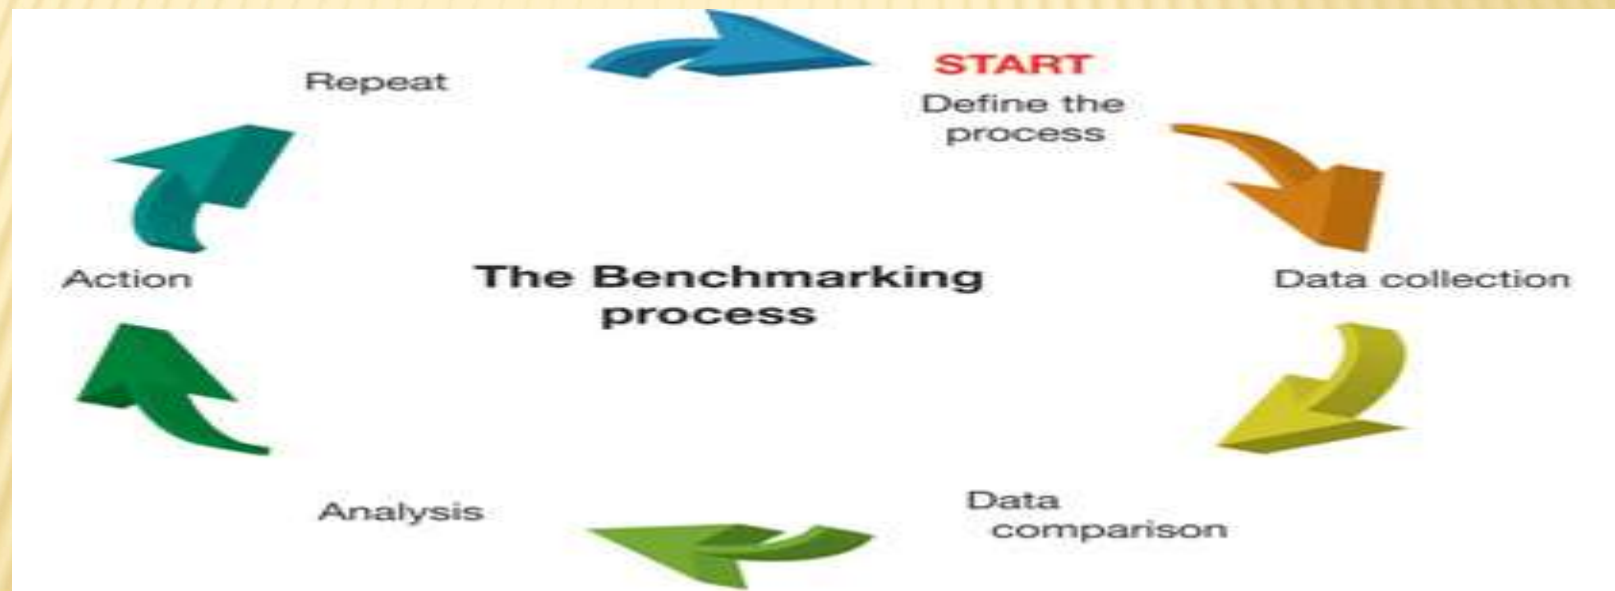 START
Define the
process
Data collection
Data
comparison
Analysis
Action
Repeat
The Benchmarking
process